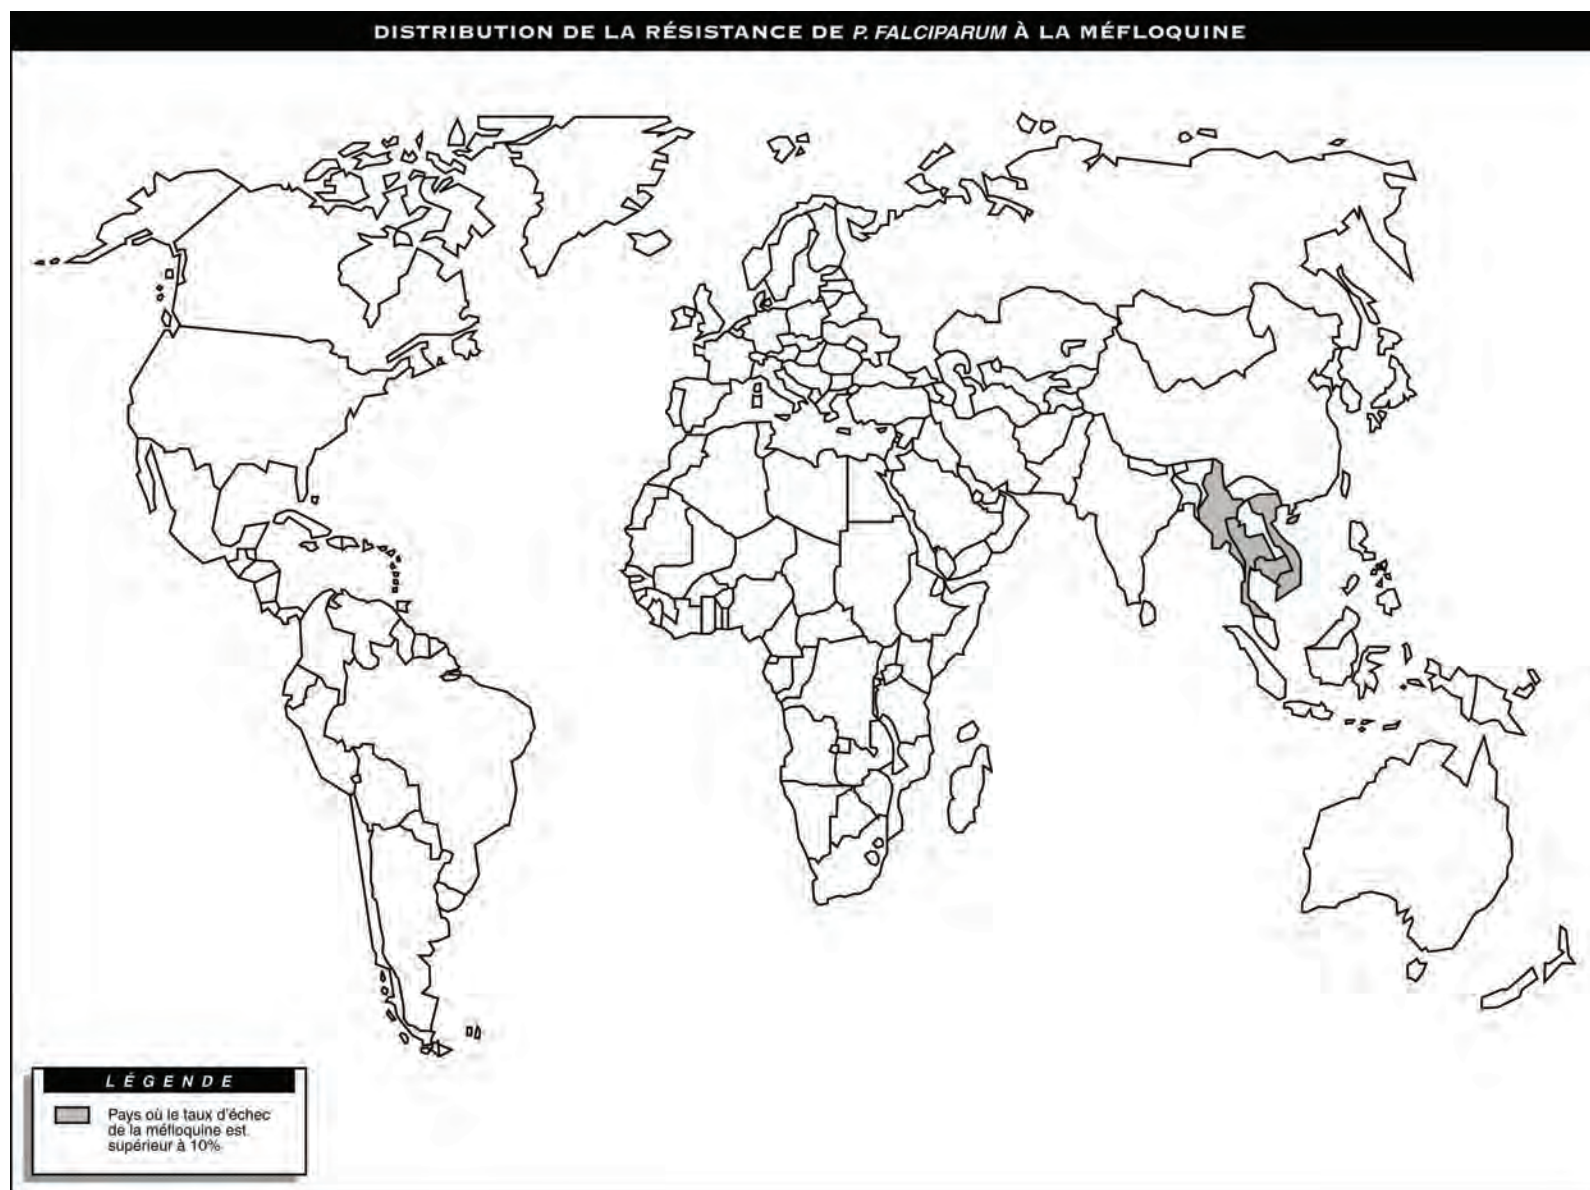 DISTRIBUTION DE LA RÉSISTANCE DE P. FALCIPARUM À LA MÉFLOQUINE
LÉGENDE
Pays où le taux d'échec
de la méfloquine est
supérieur à 10%